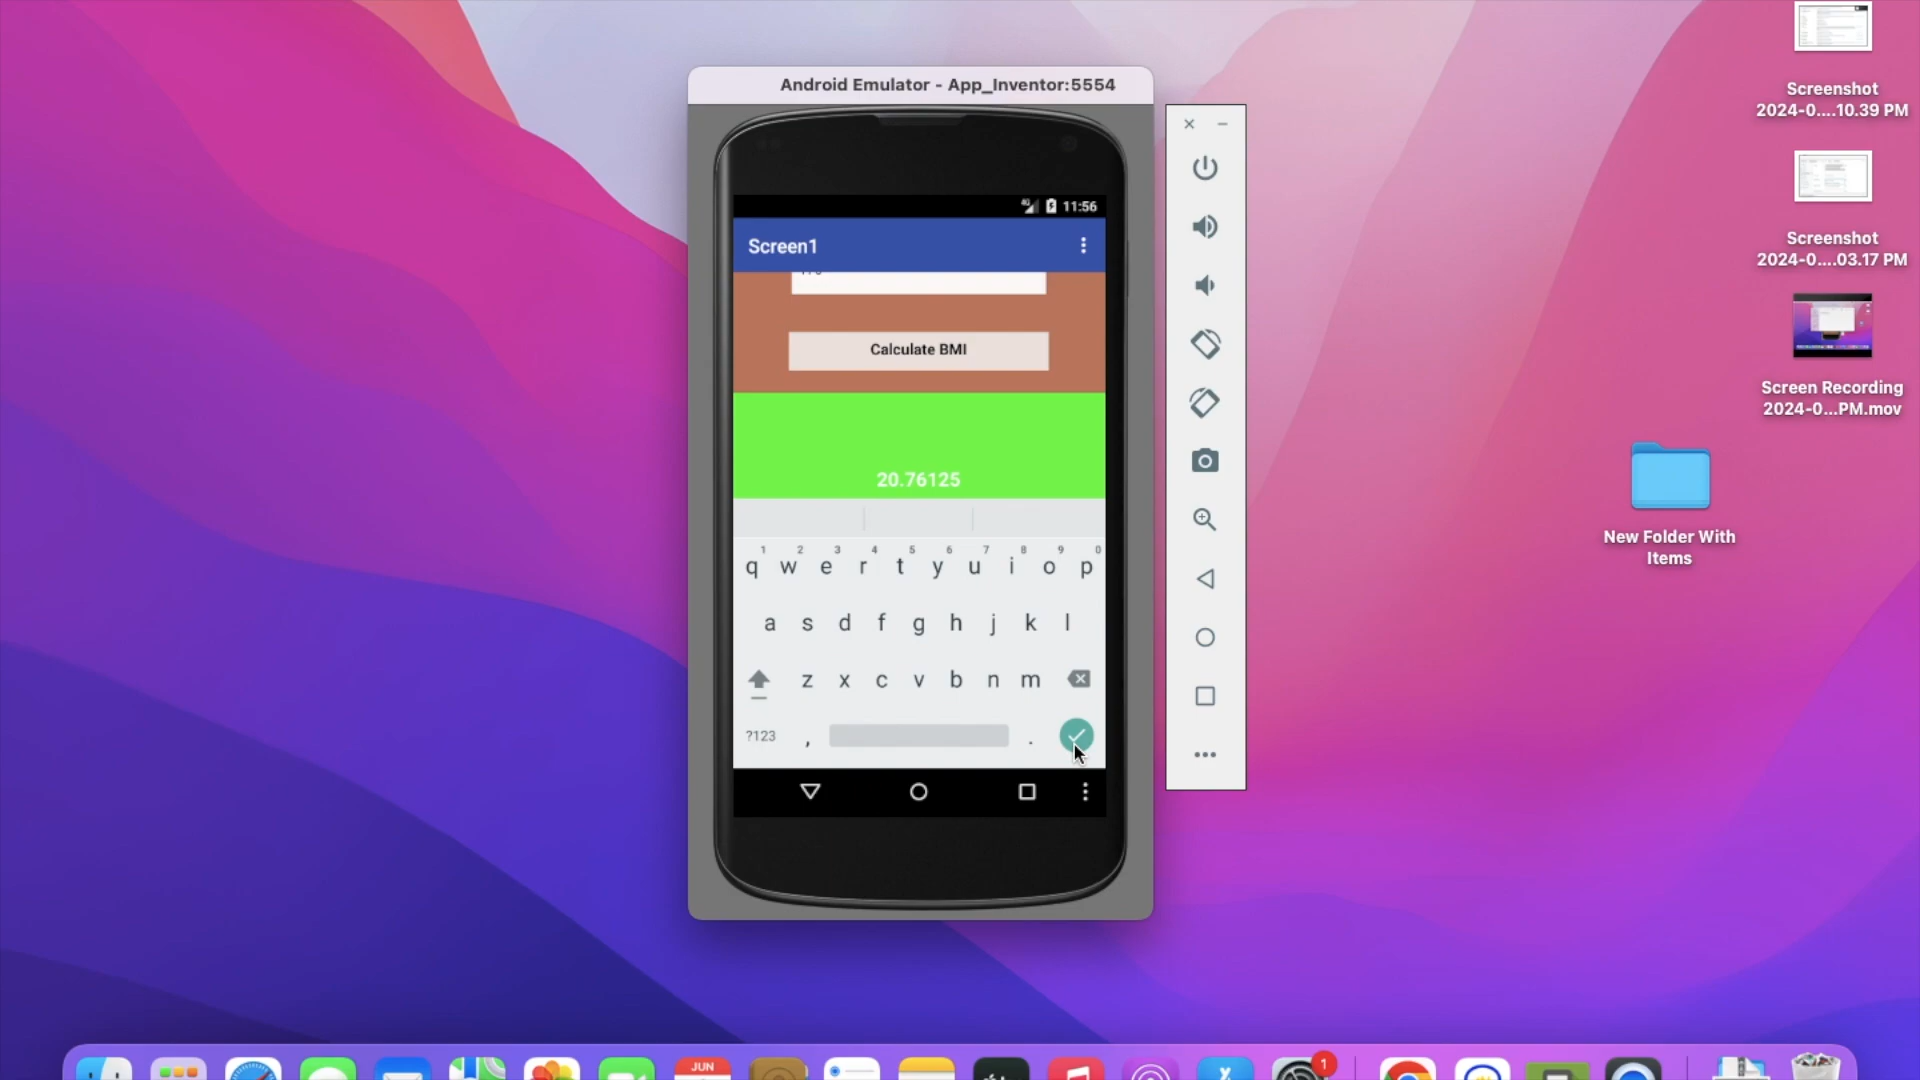 Android Emulator - App_Inventor:5554
11:56
Screen1
Calculate BMI
20.76125
1 2 3 4 5 6 7 8 9 0
q w e r t y u i o p
a s d f g h j k l
z x c v b n m
?123 , .
Screenshot
2024-0....10.39 PM
Screenshot
2024-0....03.17 PM
Screen Recording
2024-0...PM.mov
New Folder With
Items
JUN
1